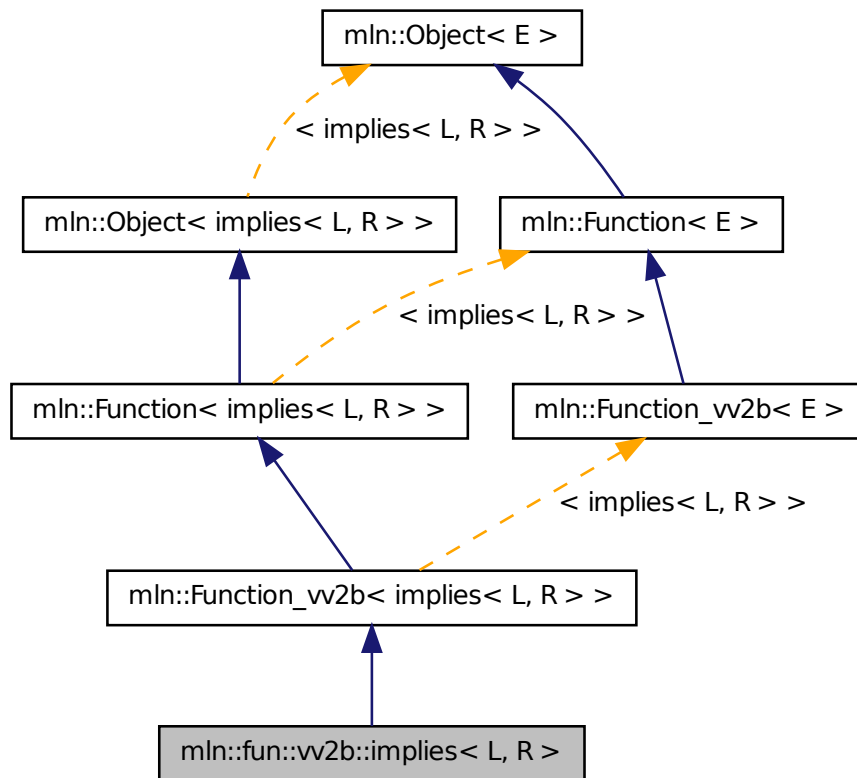 mln::Object< E >
< implies< L, R > >
mln::Object< implies< L, R > >
mln::Function< E >
< implies< L, R > >
mln::Function< implies< L, R > >
mln::Function_vv2b< E >
< implies< L, R > >
mln::Function_vv2b< implies< L, R > >
mln::fun::vv2b::implies< L, R >